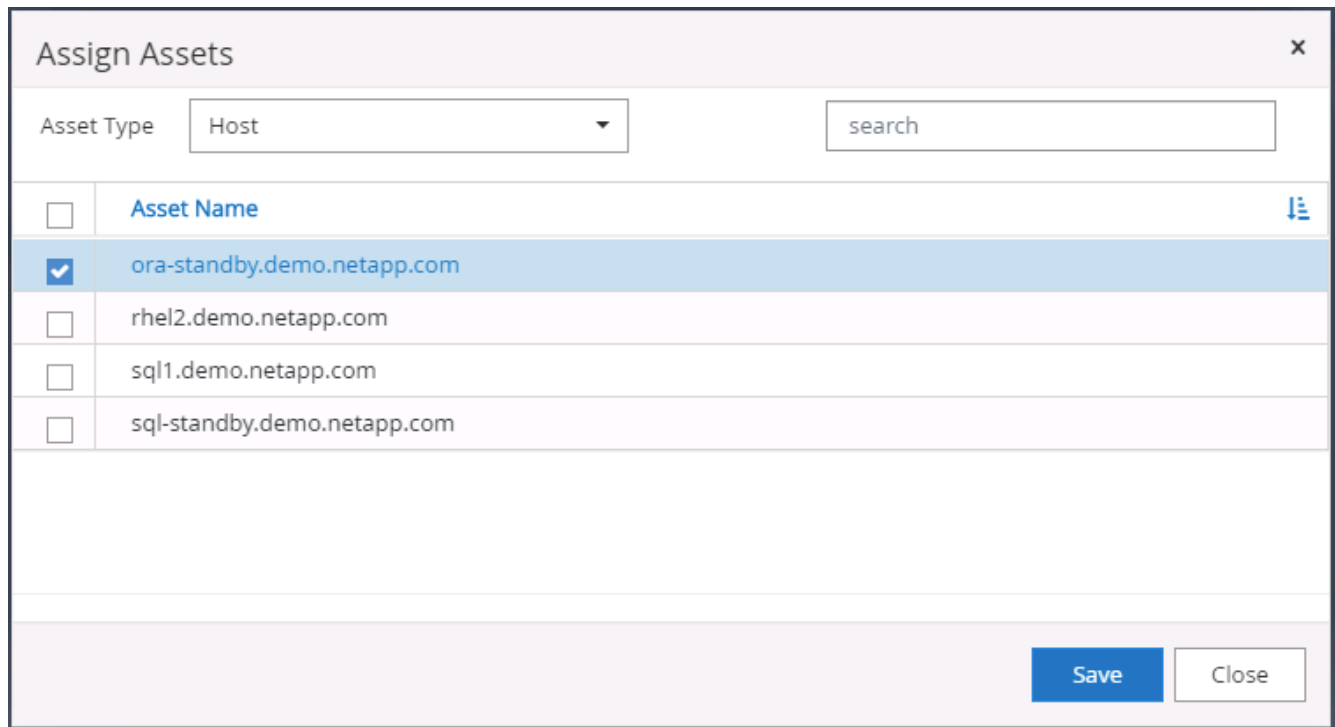 Assign Assets
Asset Type Host search
Asset Name
ora-standby.demo.netapp.com
rhel2.demo.netapp.com
sql1.demo.netapp.com
sql-standby.demo.netapp.com
Save Close